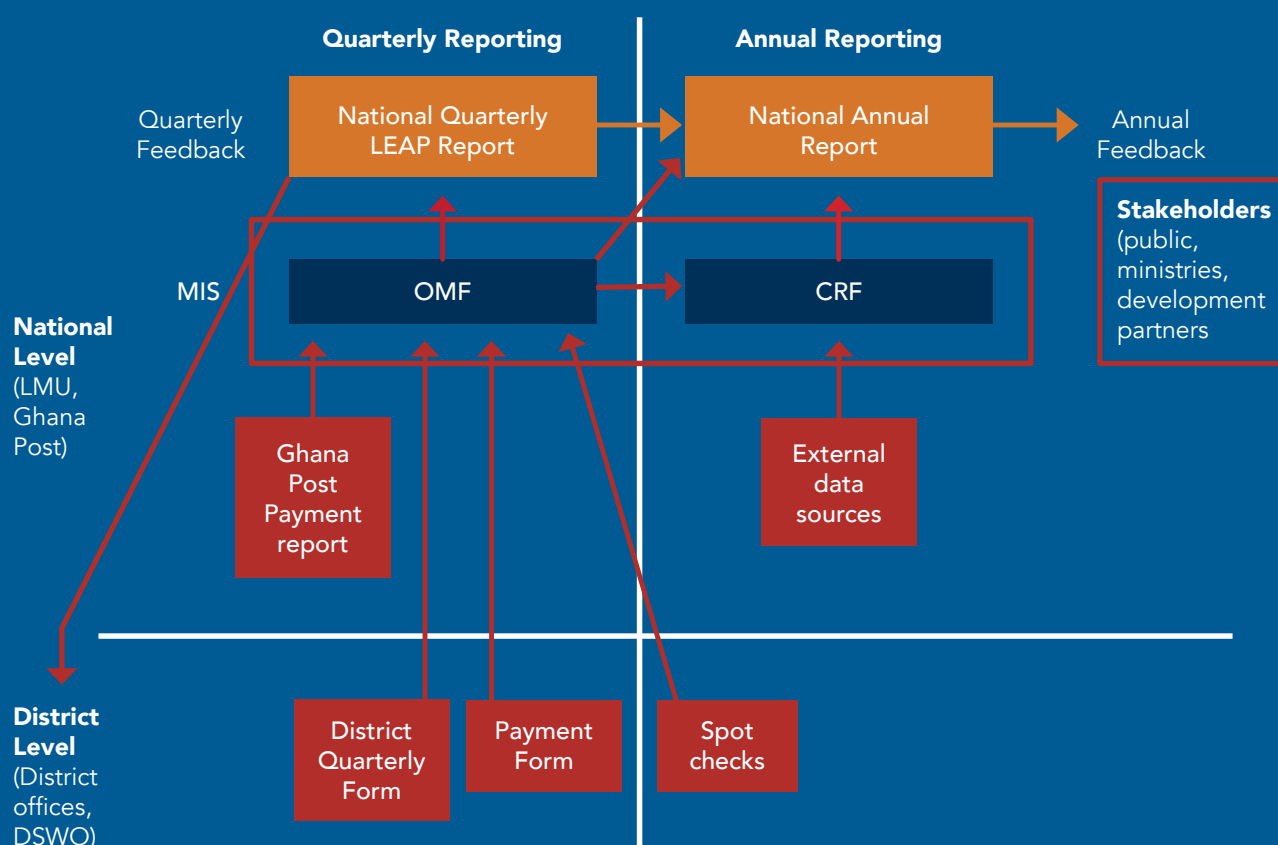 Quarterly Reporting
Annual Reporting
Quarterly
Feedback
National Quarterly
LEAP Report
National Annual
Report
Annual
Feedback
Stakeholders
(public,
ministries,
development
partners
MIS
OMF
CRF
National
Level
(LMU,
Ghana
Post)
Ghana
Post
Payment
report
External
data
sources
District
Level
(District
offices,
DSWO)
District
Quarterly
Form
Payment
Form
Spot
checks